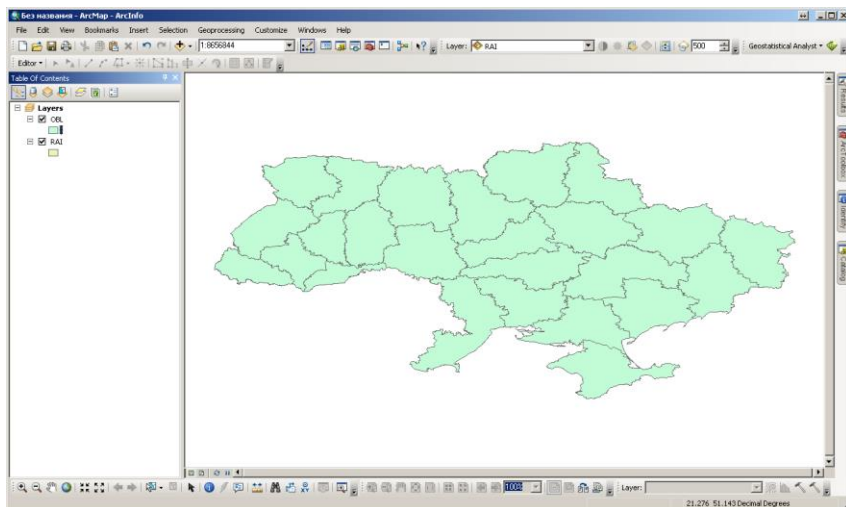 Без названия - ArcMap - ArcInfo
File Edit View Bookmarks Insert Selection Geoprocessing Customize Windows Help
1:8656844
Layer: RAI
500
Geostatistical Analyst
Editor
Table Of Contents
Layers
OBL
RAI
Results
ArcToolbox
Identify
Catalog
100%
Layer:
21.276 51.143 Decimal Degrees